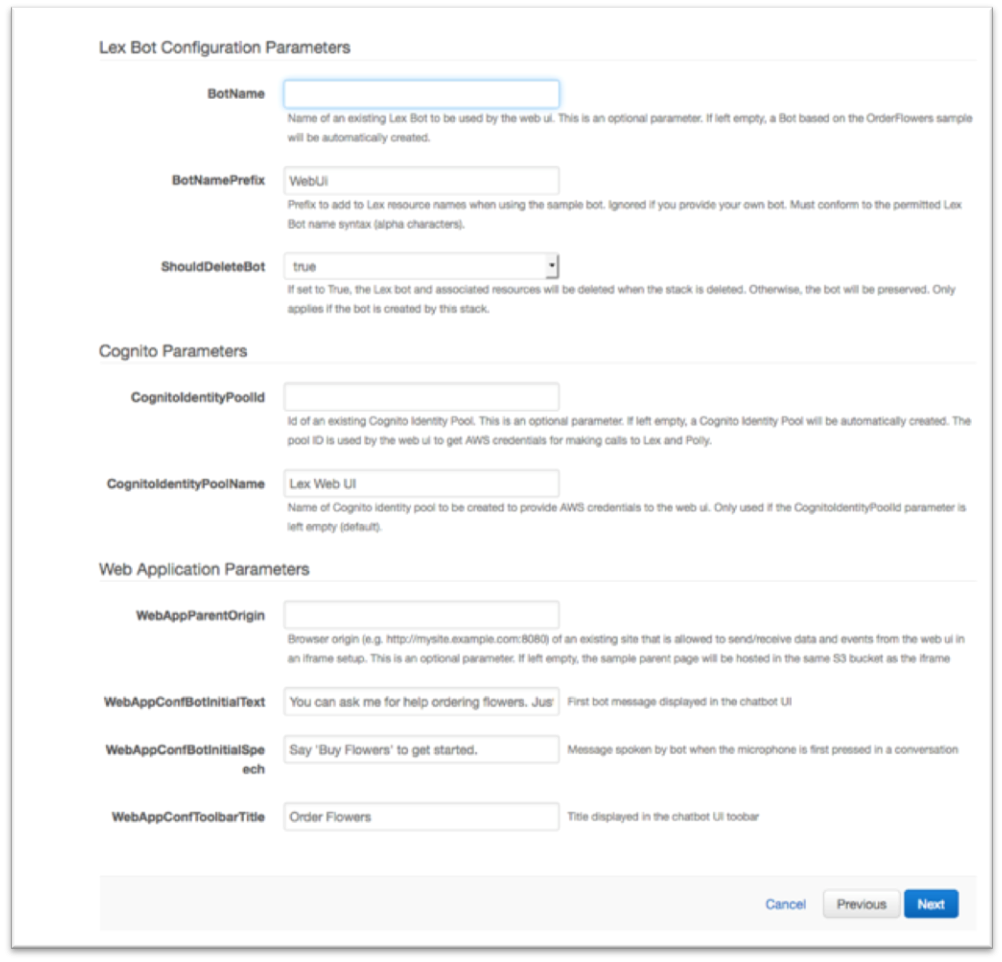 Lex Bot Configuration Parameters
BotName
Name of an existing Lex Bot to be used by the web ui. This is an optional parameter. If left empty, a Bot based on the OrderFlowers sample
will be automatically created.
BotNamePrefix
WebUi
Prefix to add to Lex resource names when using the sample bot. Ignored if you provide your own bot. Must conform to the permitted Lex
Bot name syntax (alpha characters).
ShouldDeleteBot
true
If set to True, the Lex bot and associated resources will be deleted when the stack is deleted. Otherwise, the bot will be preserved. Only
applies if the bot is created by this stack.
Cognito Parameters
CognitoIdentityPoolId
Id of an existing Cognito Identity Pool. This is an optional parameter. If left empty, a Cognito Identity Pool will be automatically created. The
pool ID is used by the web ui to get AWS credentials for making calls to Lex and Polly.
CognitoIdentityPoolName
Lex Web UI
Name of Cognito identity pool to be created to provide AWS credentials to the web ui. Only used if the CognitoIdentityPoolId parameter is
left empty (default).
Web Application Parameters
WebAppParentOrigin
Browser origin (e.g. http://mysite.example.com:8080) of an existing site that is allowed to send/receive data and events from the web ui in
an iframe setup. This is an optional parameter. If left empty, the sample parent page will be hosted in the same S3 bucket as the iframe
WebAppConfBotInitialText
You can ask me for help ordering flowers. Jus
First bot message displayed in the chatbot UI
WebAppConfBotInitialSpe
ech
Say 'Buy Flowers' to get started.
Message spoken by bot when the microphone is first pressed in a conversation
WebAppConfToolbarTitle
Order Flowers
Title displayed in the chatbot UI toobar
Cancel
Previous
Next